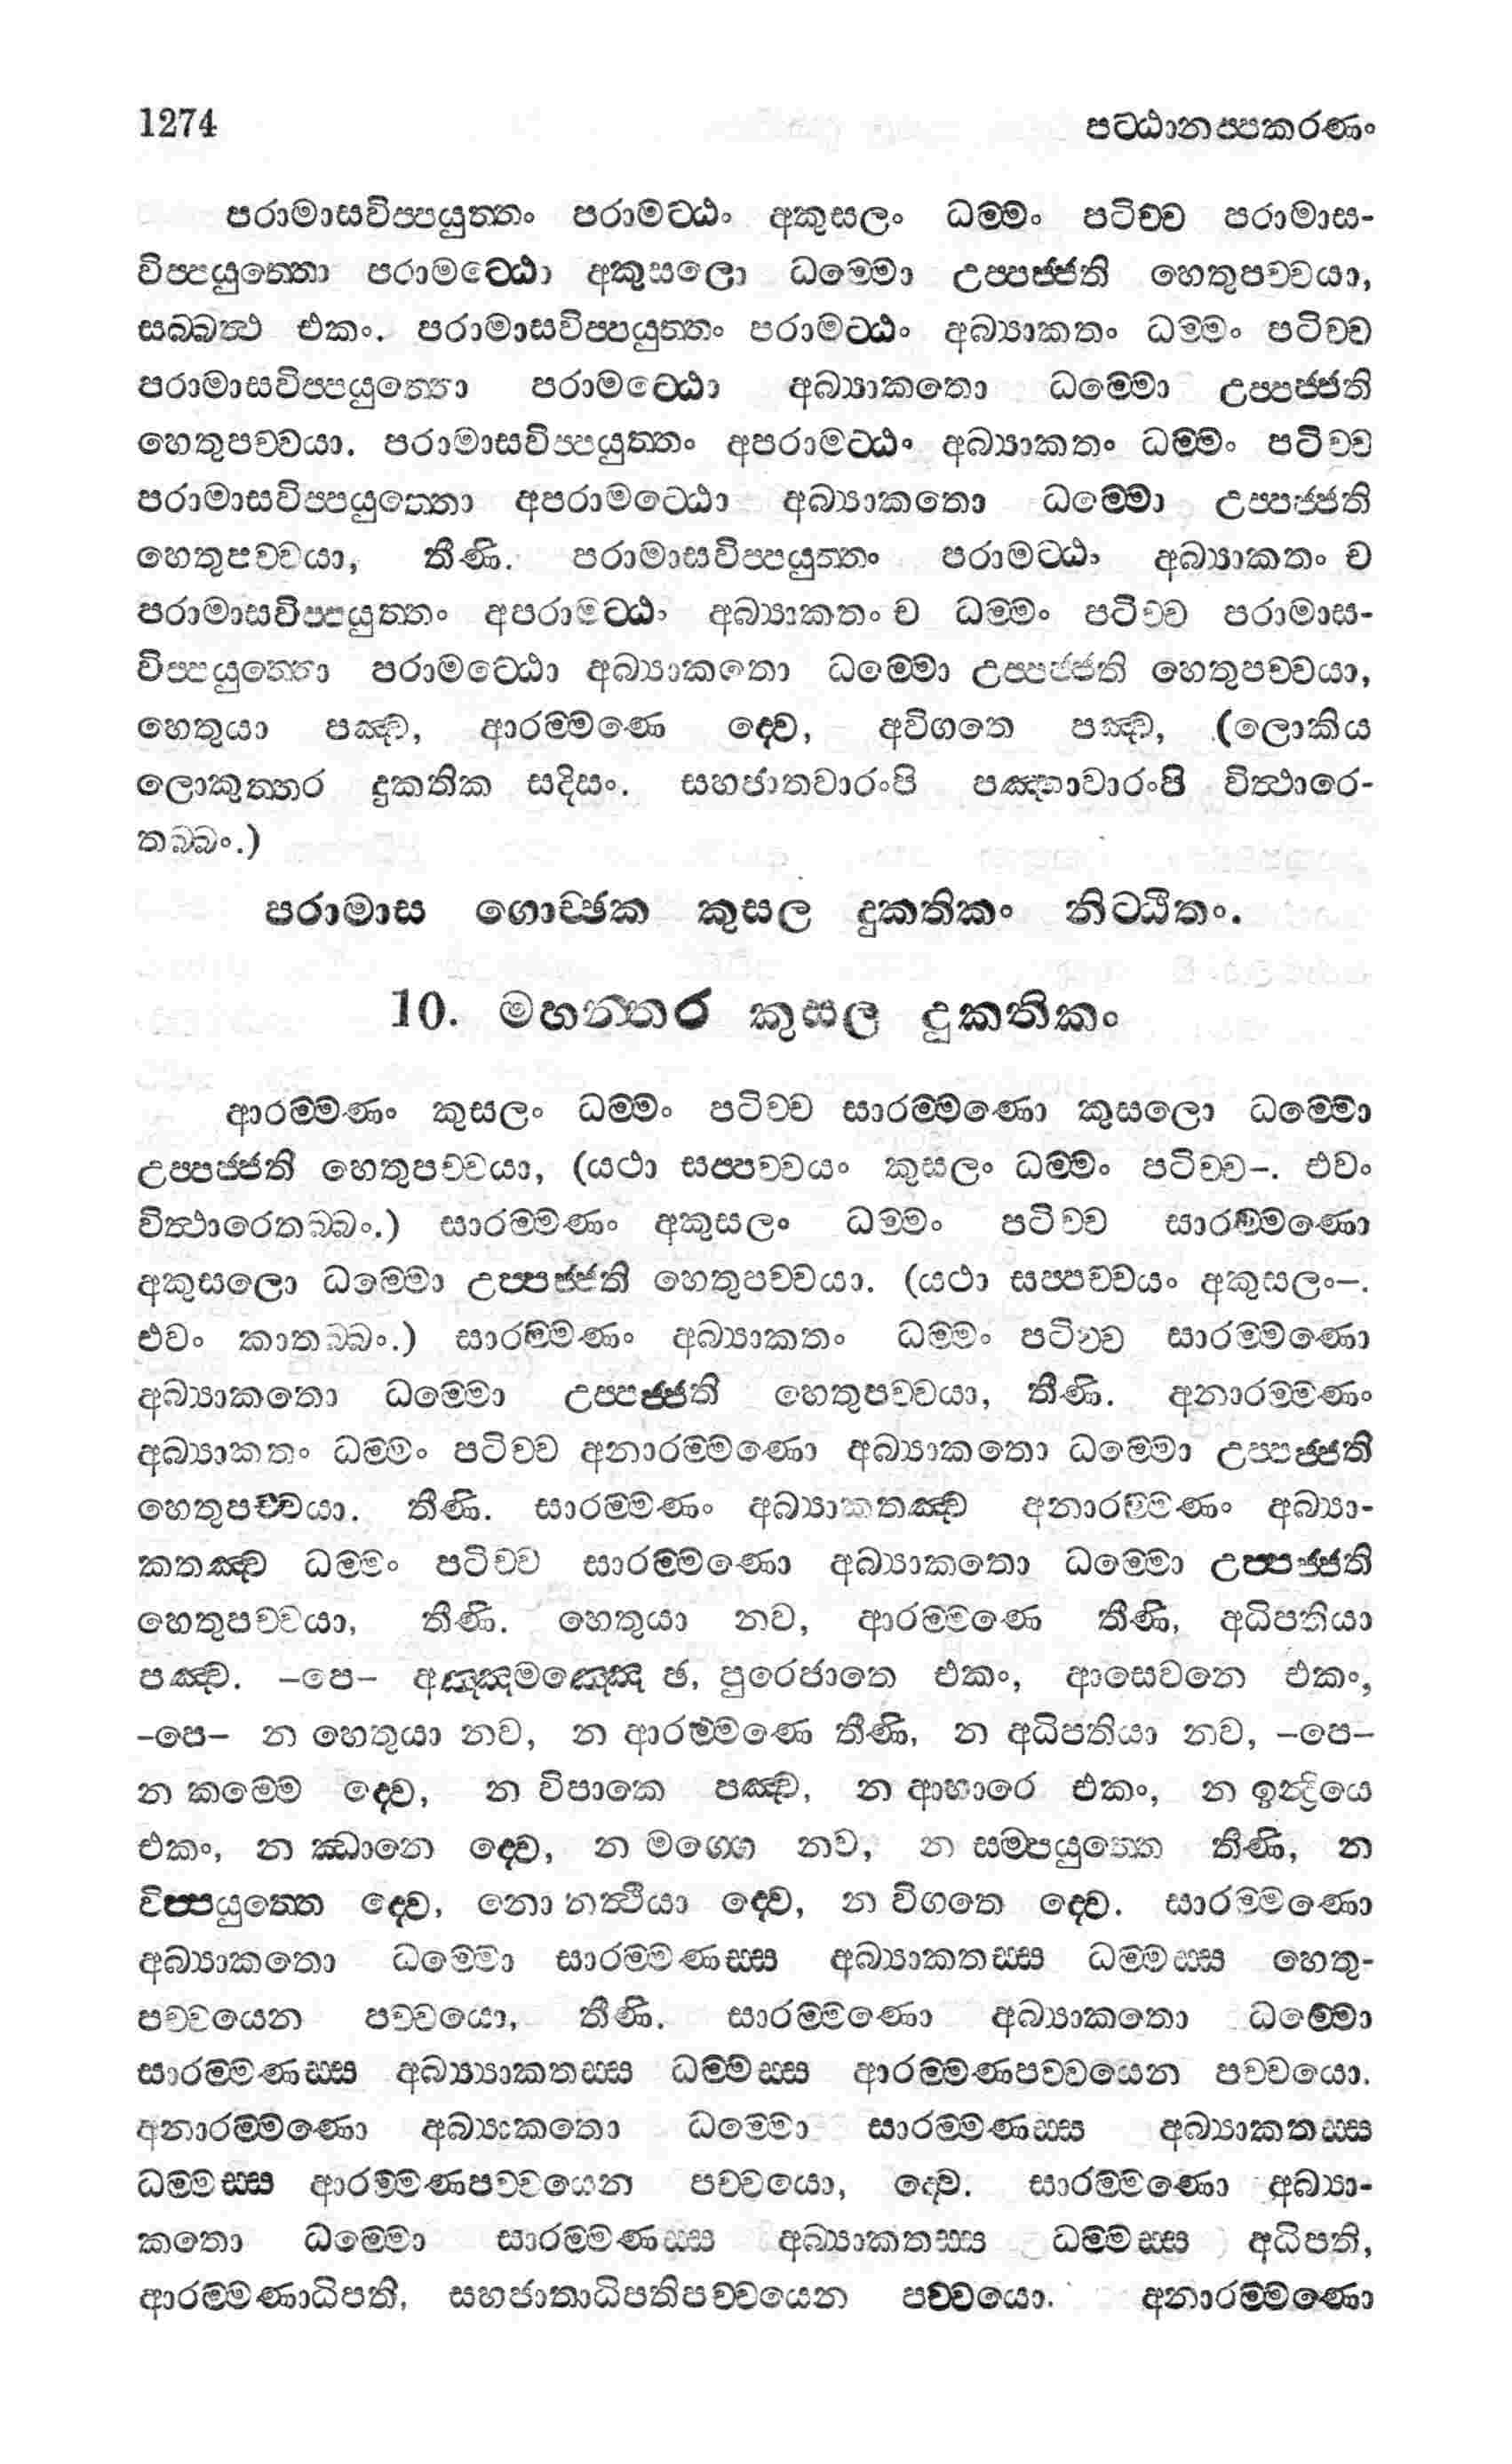 1274 පට්ඨානප්පකරණං
පරාමාසවිප්පයුත්තං පරාමට්ඨං අකුසලං ධම්මං පටිච්ච පරාමාස-
විප්පයුත්තො පරාමට්ඨො අකුසලො ධම්මො උප්පජ්ජති හෙතුපච්චයා,
සබ්බත්ථ එකං. පරාමාසවිප්පයුත්තං පරාමට්ඨං අබ්‍යාකතං ධම්මං පටිච්ච
පරාමාසවිප්පයුත්තො පරාමට්ඨො අබ්‍යාකතො ධම්මො උප්පජ්ජති
හෙතුපච්චයා. පරාමාසවිප්පයුත්තං අපරාමට්ඨං අබ්‍යාකතං ධම්මං පටිච්ච
පරාමාසවිප්පයුත්තො අපරාමට්ඨො අබ්‍යාකතො ධම්මො උප්පජ්ජති
හෙතුපච්චයා, තීණි. පරාමාසවිප්පයුත්තං පරාමට්ඨං අබ්‍යාකතං ච
පරාමාසවිප්පයුත්තං අපරාමට්ඨං අබ්‍යාකතං ච ධම්මං පටිච්ච පරාමාස-
විප්පයුත්තො පරාමට්ඨො අබ්‍යාකතො ධම්මො උප්පජ්ජති හෙතුපච්චයා,
හෙතුයා පඤ්ච, ආරම්මණෙ ද්වෙ, අවිගතෙ පඤ්ච, (ලොකිය
ලොකුත්තර දුකතික සදිසං. සහජාතවාරංපි පඤ්හාවාරංපි විත්ථාරෙ-
තබ්බං.)
පරාමාස ගොච්ඡක කුසල දුකතිකං නිට්ඨිතං.
10. මහන්තර කුසල දුකතිකං
ආරම්මණං කුසලං ධම්මං පටිච්ච සාරම්මණො කුසලො ධම්මො
උප්පජ්ජති හෙතුපච්චයා, (යථා සප්පච්චයං කුසලං ධම්මං පටිච්ච–. එවං
විත්ථාරෙතබ්බං.) සාරම්මණං අකුසලං ධම්මං පටිච්ච සාරම්මණො
අකුසලො ධම්මො උප්පජ්ජති හෙතුපච්චයා. (යථා සප්පච්චයං අකුසලං–.
එවං කාතබ්බං.) සාරම්මණං අබ්‍යාකතං ධම්මං පටිච්ච සාරම්මණො
අබ්‍යාකතො ධම්මො උප්පජ්ජති හෙතුපච්චයා, තීණි. අනාරම්මණං
අබ්‍යාකතං ධම්මං පටිච්ච අනාරම්මණො අබ්‍යාකතො ධම්මො උප්පජ්ජති
හෙතුපච්චයා. තීණි. සාරම්මණං අබ්‍යාකතඤ්ච අනාරම්මණං අබ්‍යා-
කතඤ්ච ධම්මං පටිච්ච සාරම්මණො අබ්‍යාකතො ධම්මො උප්පජ්ජති
හෙතුපච්චයා, තීණි. හෙතුයා නව, ආරම්මණෙ තීණි, අධිපතියා
පඤ්ච. –පෙ– අඤ්ඤමඤ්ඤෙ ඡ, පුරෙජාතෙ එකං, ආසෙවනෙ එකං,
–පෙ– න හෙතුයා නව, න ආරම්මණෙ තීණි, න අධිපතියා නව, –පෙ–
න කම්මෙ ද්වෙ, න විපාකෙ පඤ්ච, න ආහාරෙ එකං, න ඉන්ද්‍රියෙ
එකං, න ඣානෙ ද්වෙ, න මග්ගෙ නව, න සම්පයුත්තෙ තීණි, න
විප්පයුත්තෙ ද්වෙ, නො නත්ථියා ද්වෙ, න විගතෙ ද්වෙ. සාරම්මණො
අබ්‍යාකතො ධම්මො සාරම්මණස්ස අබ්‍යාකතස්ස ධම්මස්ස හෙතු-
පච්චයෙන පච්චයො, තීණි. සාරම්මණො අබ්‍යාකතො ධම්මො
සාරම්මණස්ස අබ්‍යාකතස්ස ධම්මස්ස ආරම්මණපච්චයෙන පච්චයො.
අනාරම්මණො අබ්‍යාකතො ධම්මො සාරම්මණස්ස අබ්‍යාකතස්ස
ධම්මස්ස ආරම්මණපච්චයෙන පච්චයො, ද්වෙ. සාරම්මණො අබ්‍යා-
කතො ධම්මො සාරම්මණස්ස අබ්‍යාකතස්ස ධම්මස්ස අධිපති,
ආරම්මණාධිපති, සහජාතාධිපතිපච්චයෙන පච්චයො. අනාරම්මණො